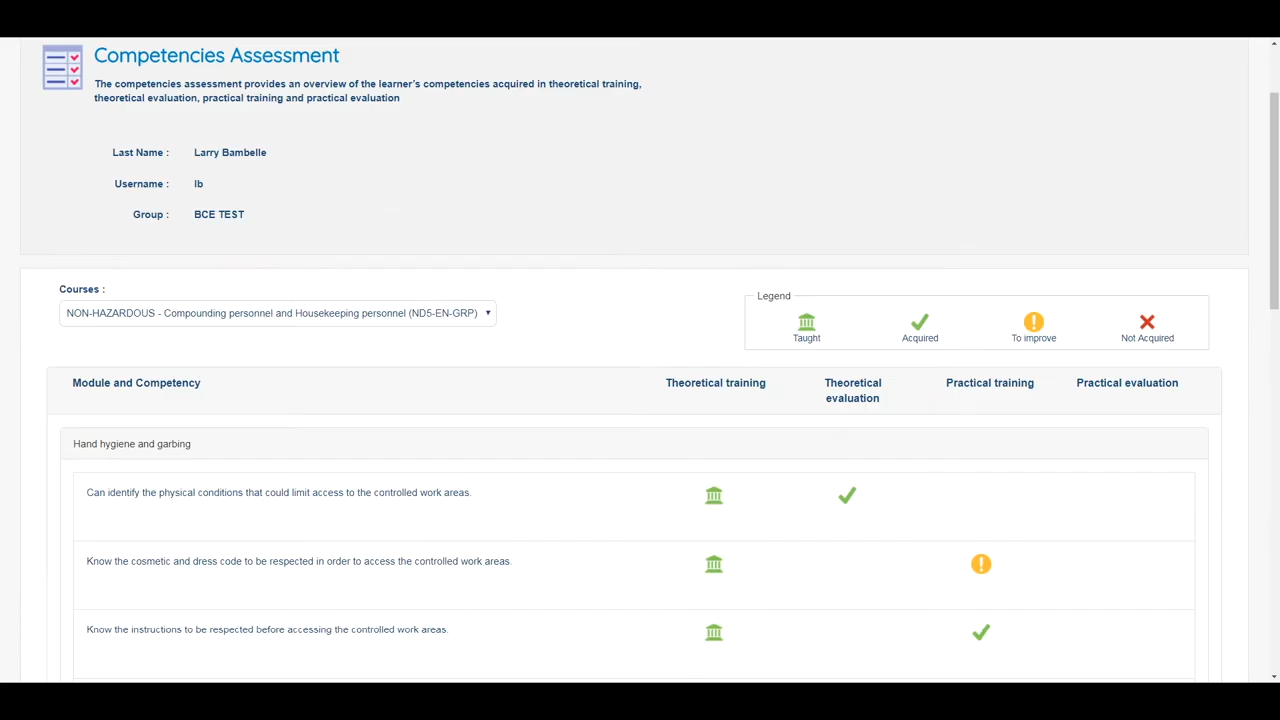 Competencies Assessment
The competencies assessment provides an overview of the learner's competencies acquired in theoretical training,
theoretical evaluation, practical training and practical evaluation
Last Name : Larry Bambelle
Username : lb
Group : BCE TEST
Courses :
NON-HAZARDOUS - Compounding personnel and Housekeeping personnel (ND5-EN-GRP)
Legend
Taught Acquired To improve Not Acquired
Module and Competency Theoretical training Theoretical Practical training Practical evaluation
evaluation
Hand hygiene and garbing
Can identify the physical conditions that could limit access to the controlled work areas.
Know the cosmetic and dress code to be respected in order to access the controlled work areas.
Know the instructions to be respected before accessing the controlled work areas.